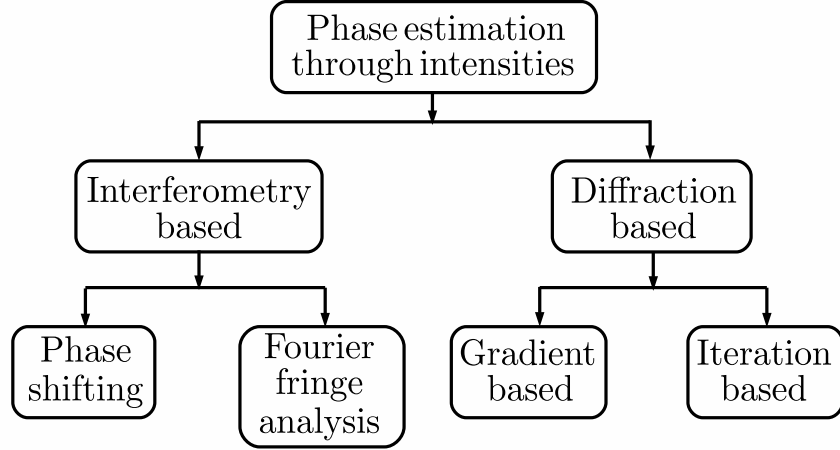 Phase estimation
through intensities
Interferometry
based
Diffraction
based
Phase
shifting
Fourier
fringe
analysis
Gradient
based
Iteration
based